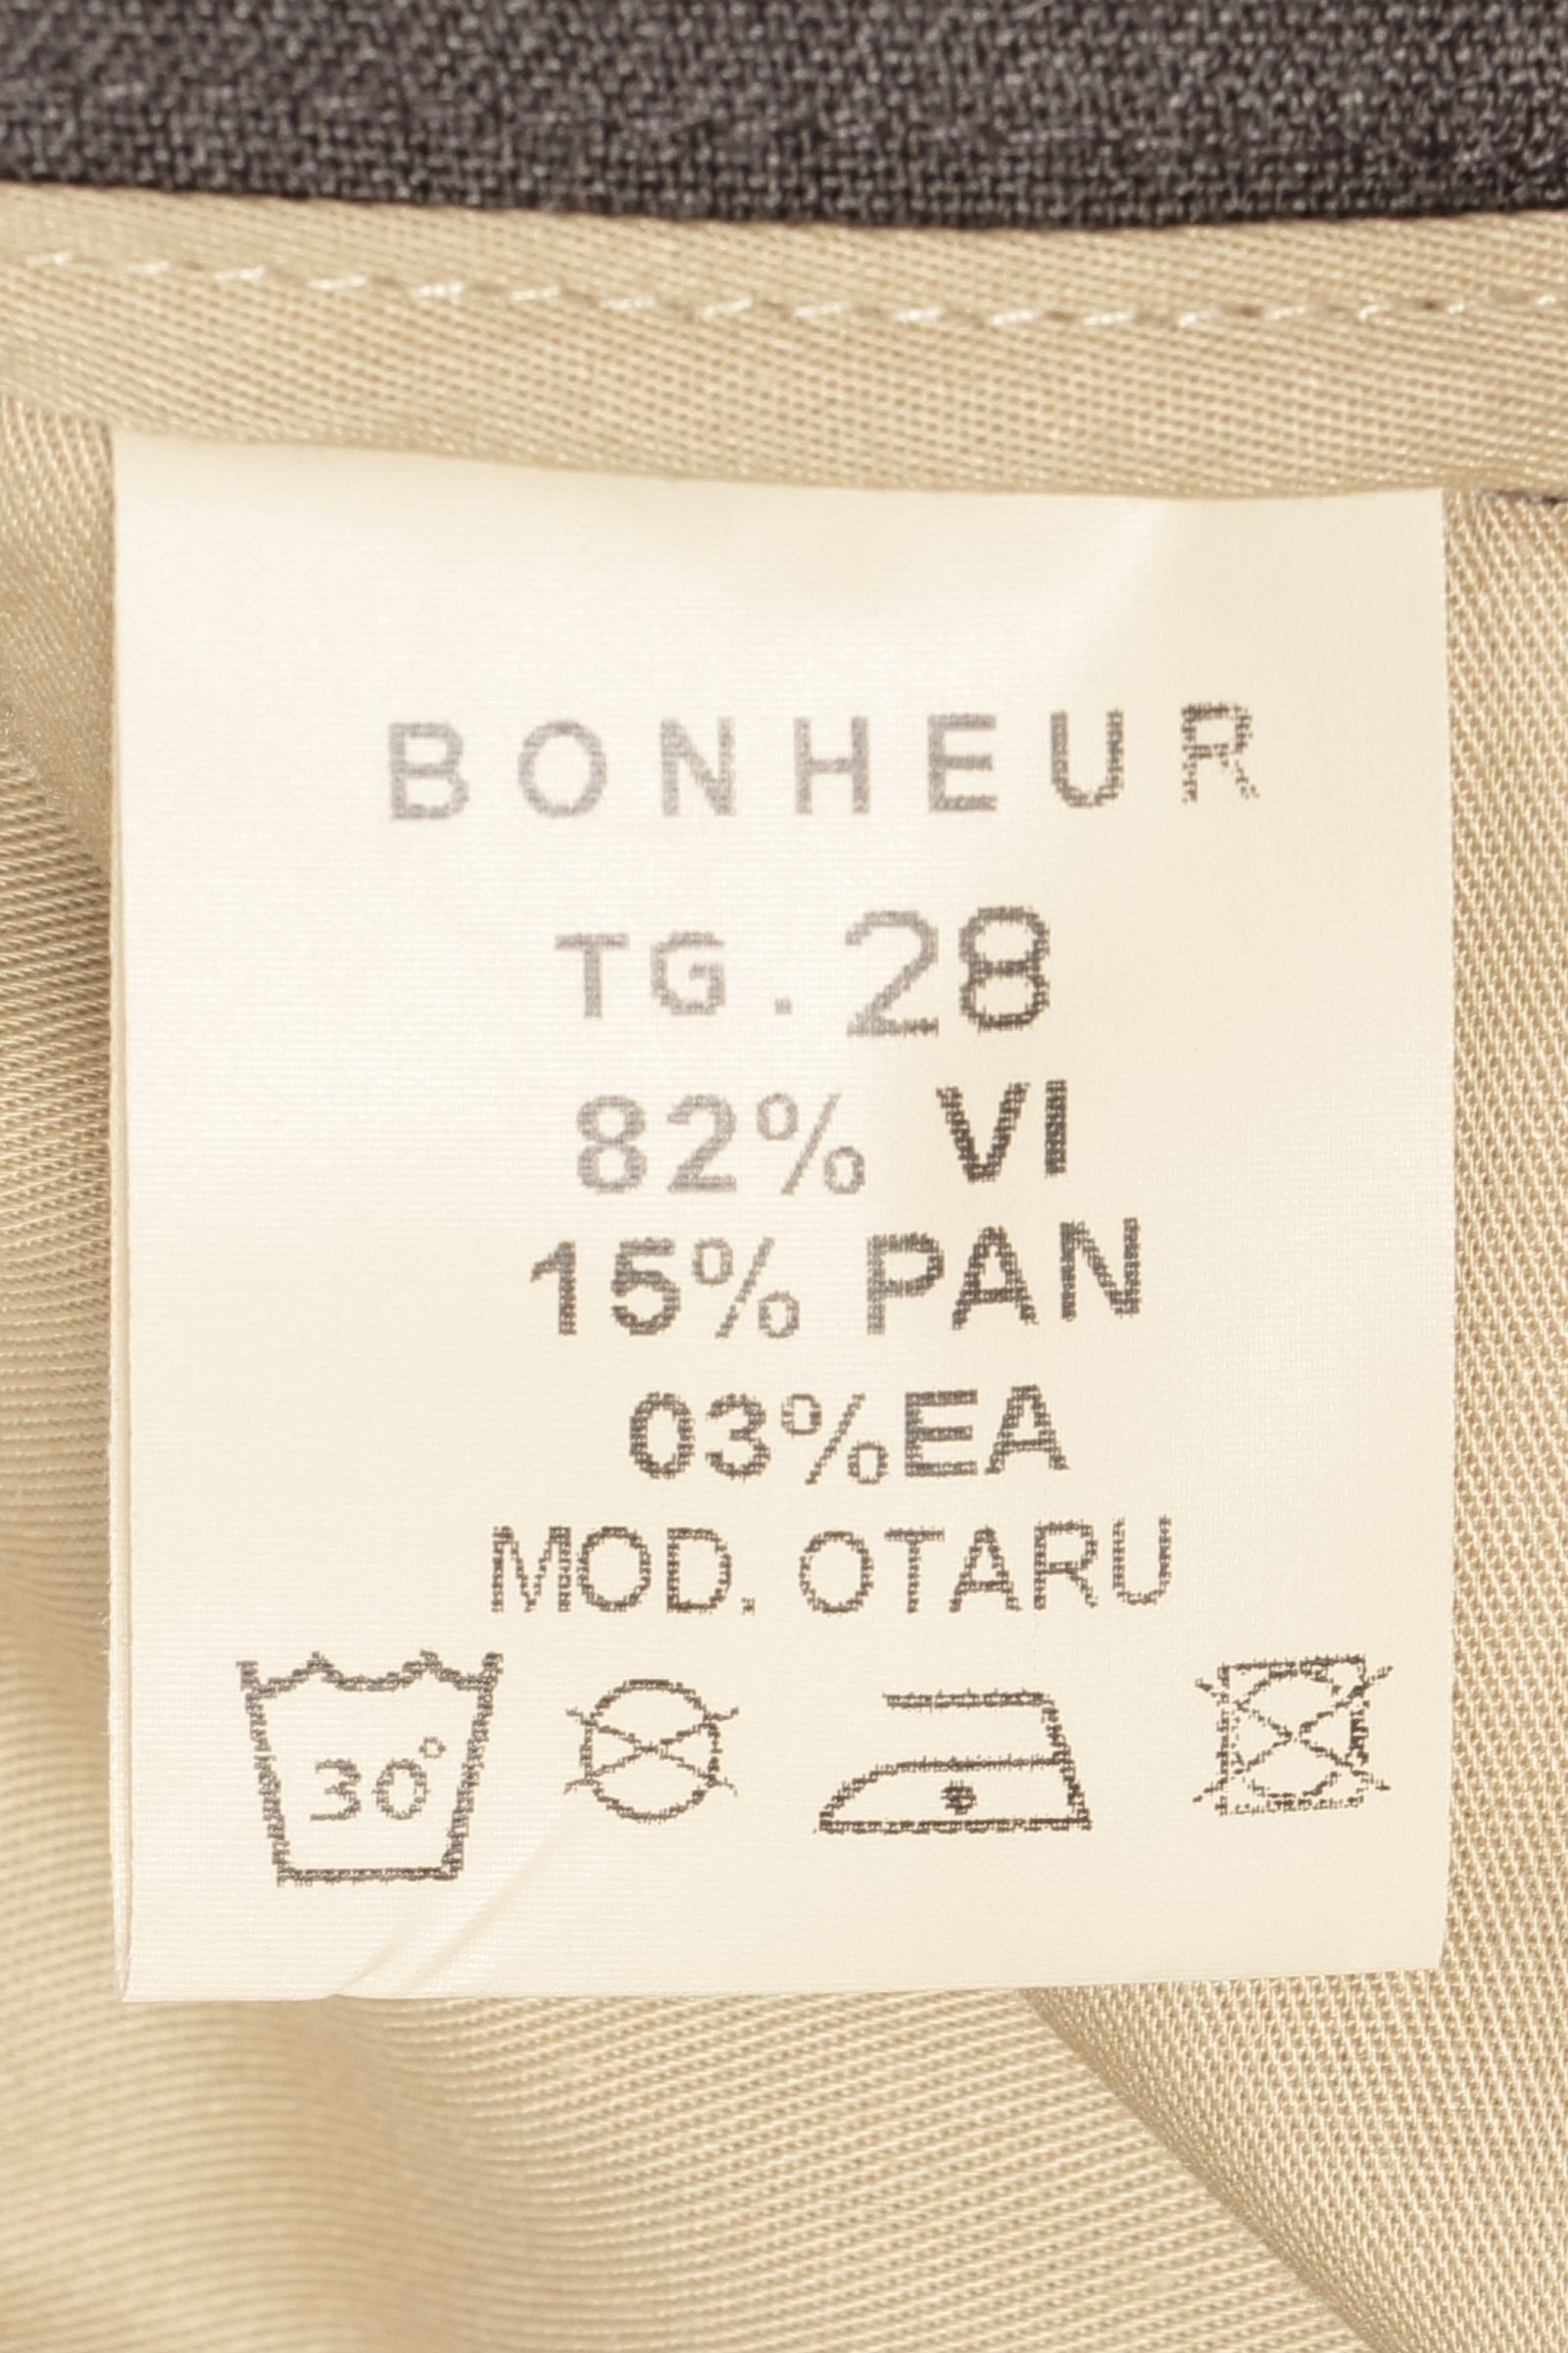 BONHEUR
TG. 28
82% VI
15% PAN
03%EA
MOD. OTARU
30°